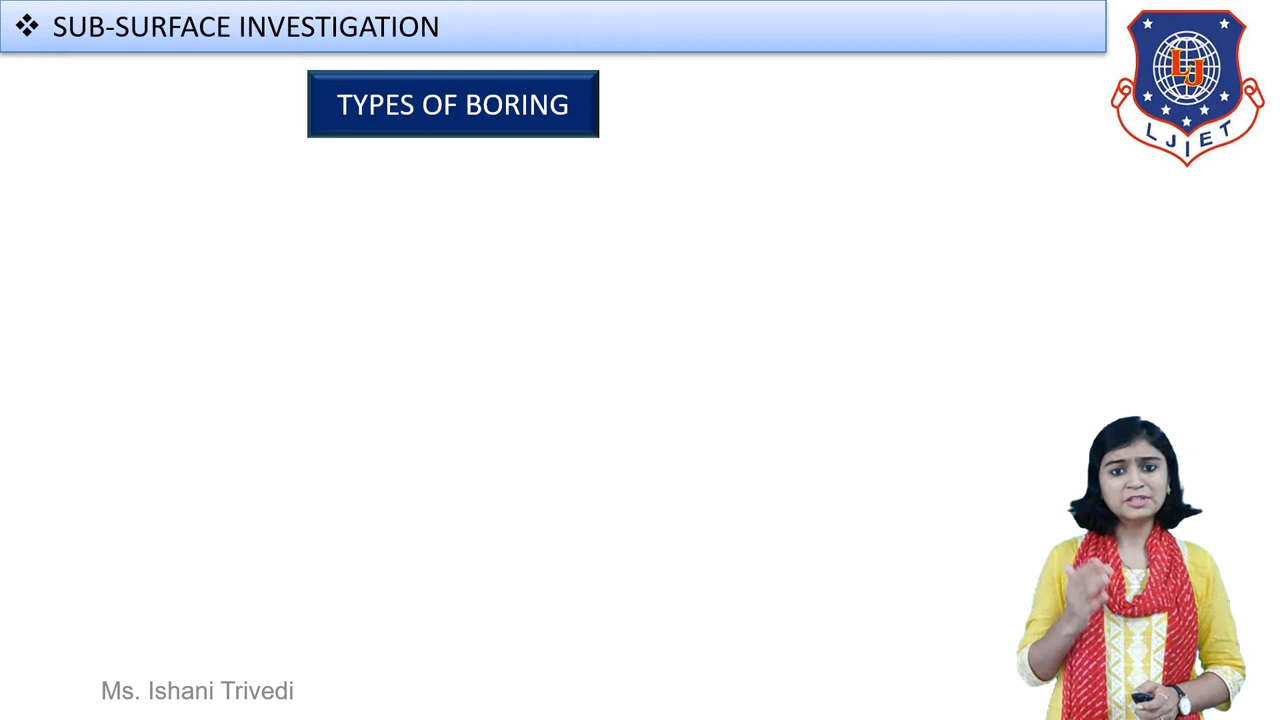 ❖ SUB-SURFACE INVESTIGATION
TYPES OF BORING
LJ
LJIET
Ms. Ishani Trivedi